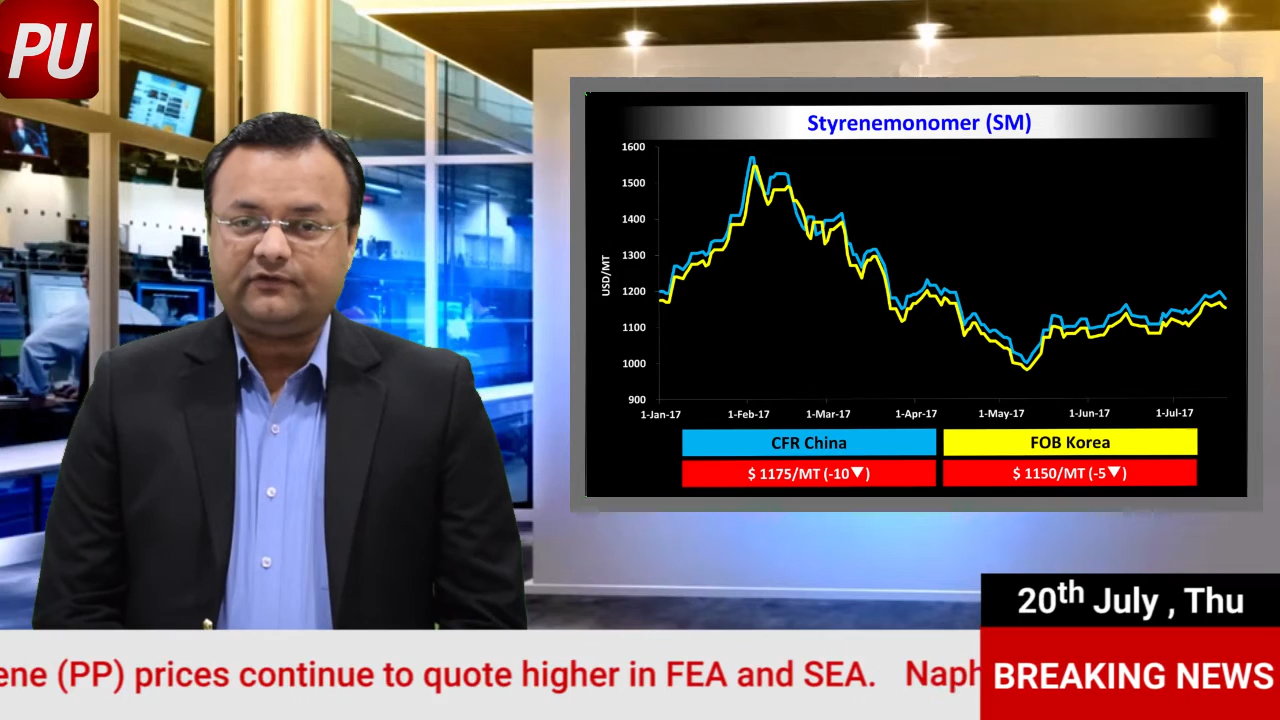 PU
Styrenemonomer (SM)
1600
1500
1400
1300
1200
1100
1000
900
USD/MT
1-Jan-17 1-Feb-17 1-Mar-17 1-Apr-17 1-May-17 1-Jun-17 1-Jul-17
CFR China FOB Korea
$ 1175/MT (-10▼) $ 1150/MT (-5▼)
20th July , Thu
ene (PP) prices continue to quote higher in FEA and SEA. Naph
BREAKING NEWS